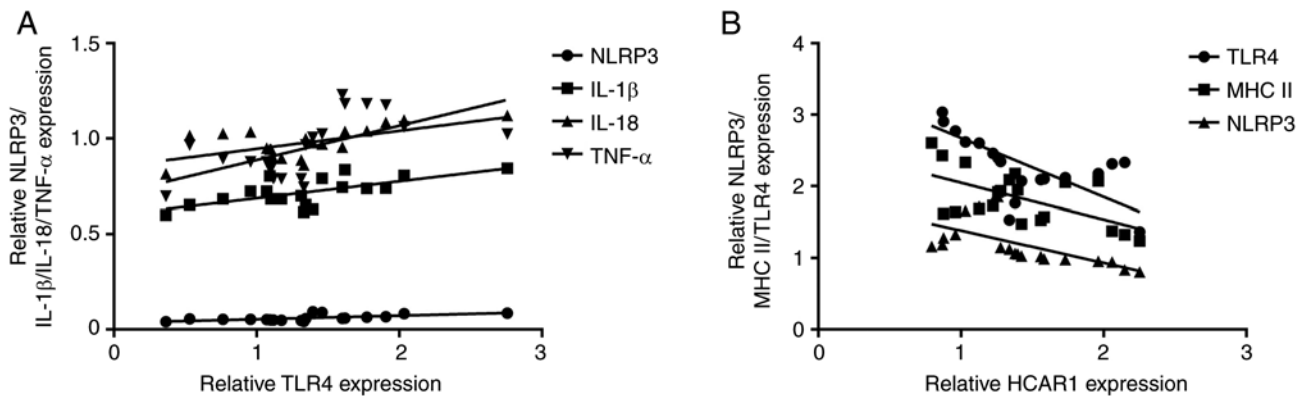 A
Relative NLRP3/
IL-1β/IL-18/TNF-α expression
1.5
1.0
0.5
0
0
1
2
3
Relative TLR4 expression
NLRP3
IL-1β
IL-18
TNF-α
B
Relative NLRP3/
MHC II/TLR4 expression
4
3
2
1
0
0
1
2
3
Relative HCAR1 expression
TLR4
MHC II
NLRP3